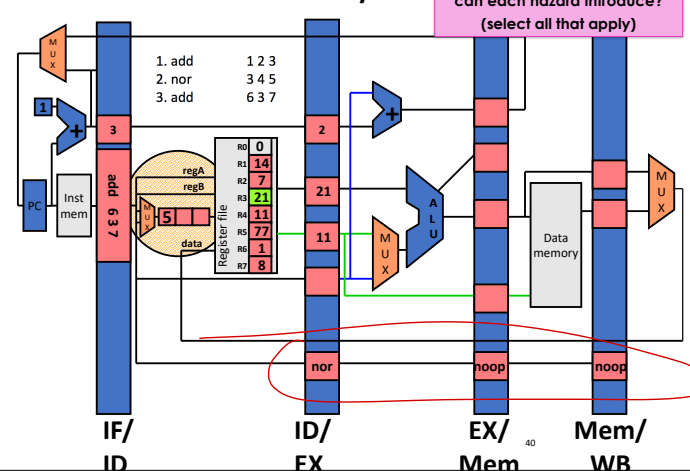 can each hazard introduce?
(select all that apply)
1. add 1 2 3
2. nor 3 4 5
3. add 6 3 7
M
U
X
1
+
3
2
+
PC
Inst
mem
add 6 3 7
regA
regB
M
U
X
5
data
Register file
R0 0
R1 14
R2 7
R3 21
R4 11
R5 77
R6 1
R7 8
21
11
M
U
X
A
L
U
Data
memory
M
U
X
nor
noop
noop
IF/
ID
ID/
EX
EX/
Mem
40
Mem/
WB